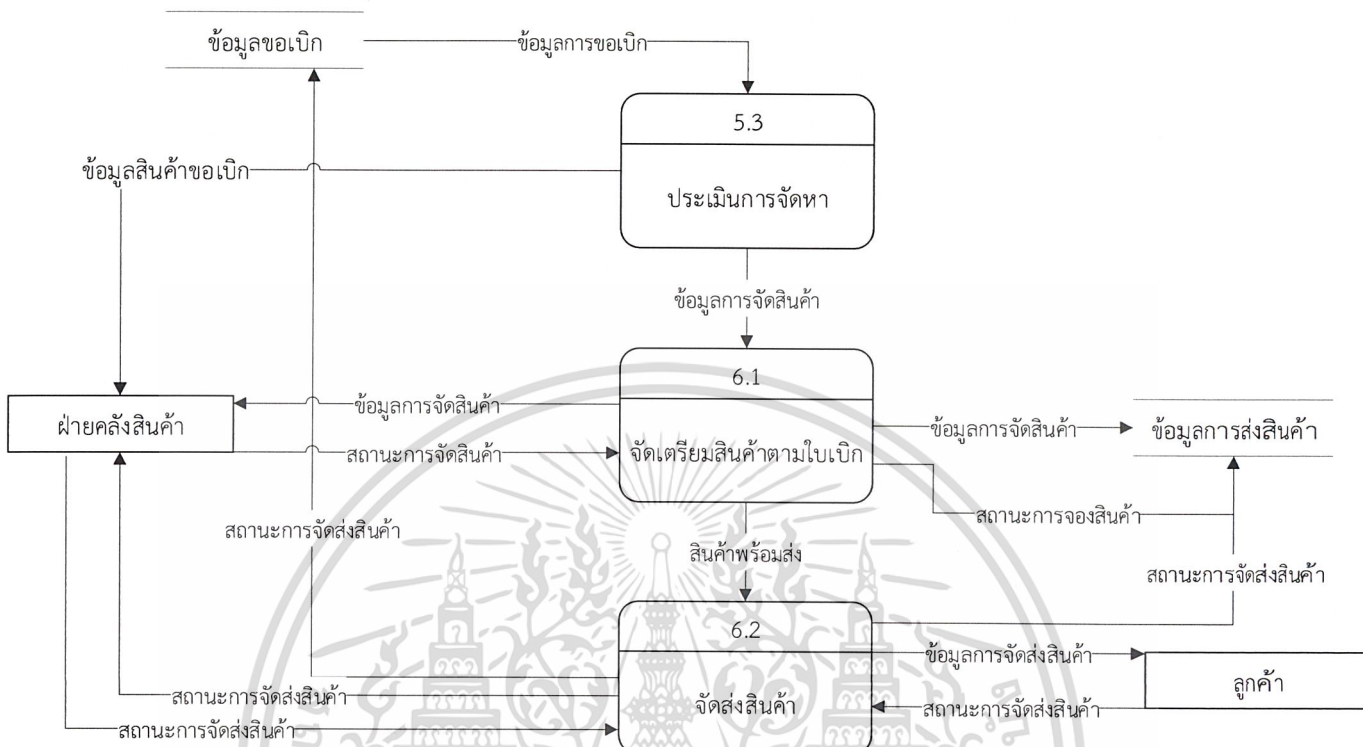 ข้อมูลขอเบิก
ข้อมูลการขอเบิก
5.3
ข้อมูลสินค้าขอเบิก
ประเมินการจัดหา
ข้อมูลการจัดสินค้า
6.1
ข้อมูลการจัดสินค้า
ฝ่ายคลังสินค้า
ข้อมูลการจัดสินค้า
ข้อมูลการส่งสินค้า
สถานะการจัดสินค้า
จัดเตรียมสินค้าตามใบเบิก
สถานะการจองสินค้า
สถานะการจัดส่งสินค้า
สินค้าพร้อมส่ง
สถานะการจัดส่งสินค้า
6.2
ข้อมูลการจัดส่งสินค้า
ลูกค้า
สถานะการจัดส่งสินค้า
จัดส่งสินค้า
สถานะการจัดส่งสินค้า
สถานะการจัดส่งสินค้า